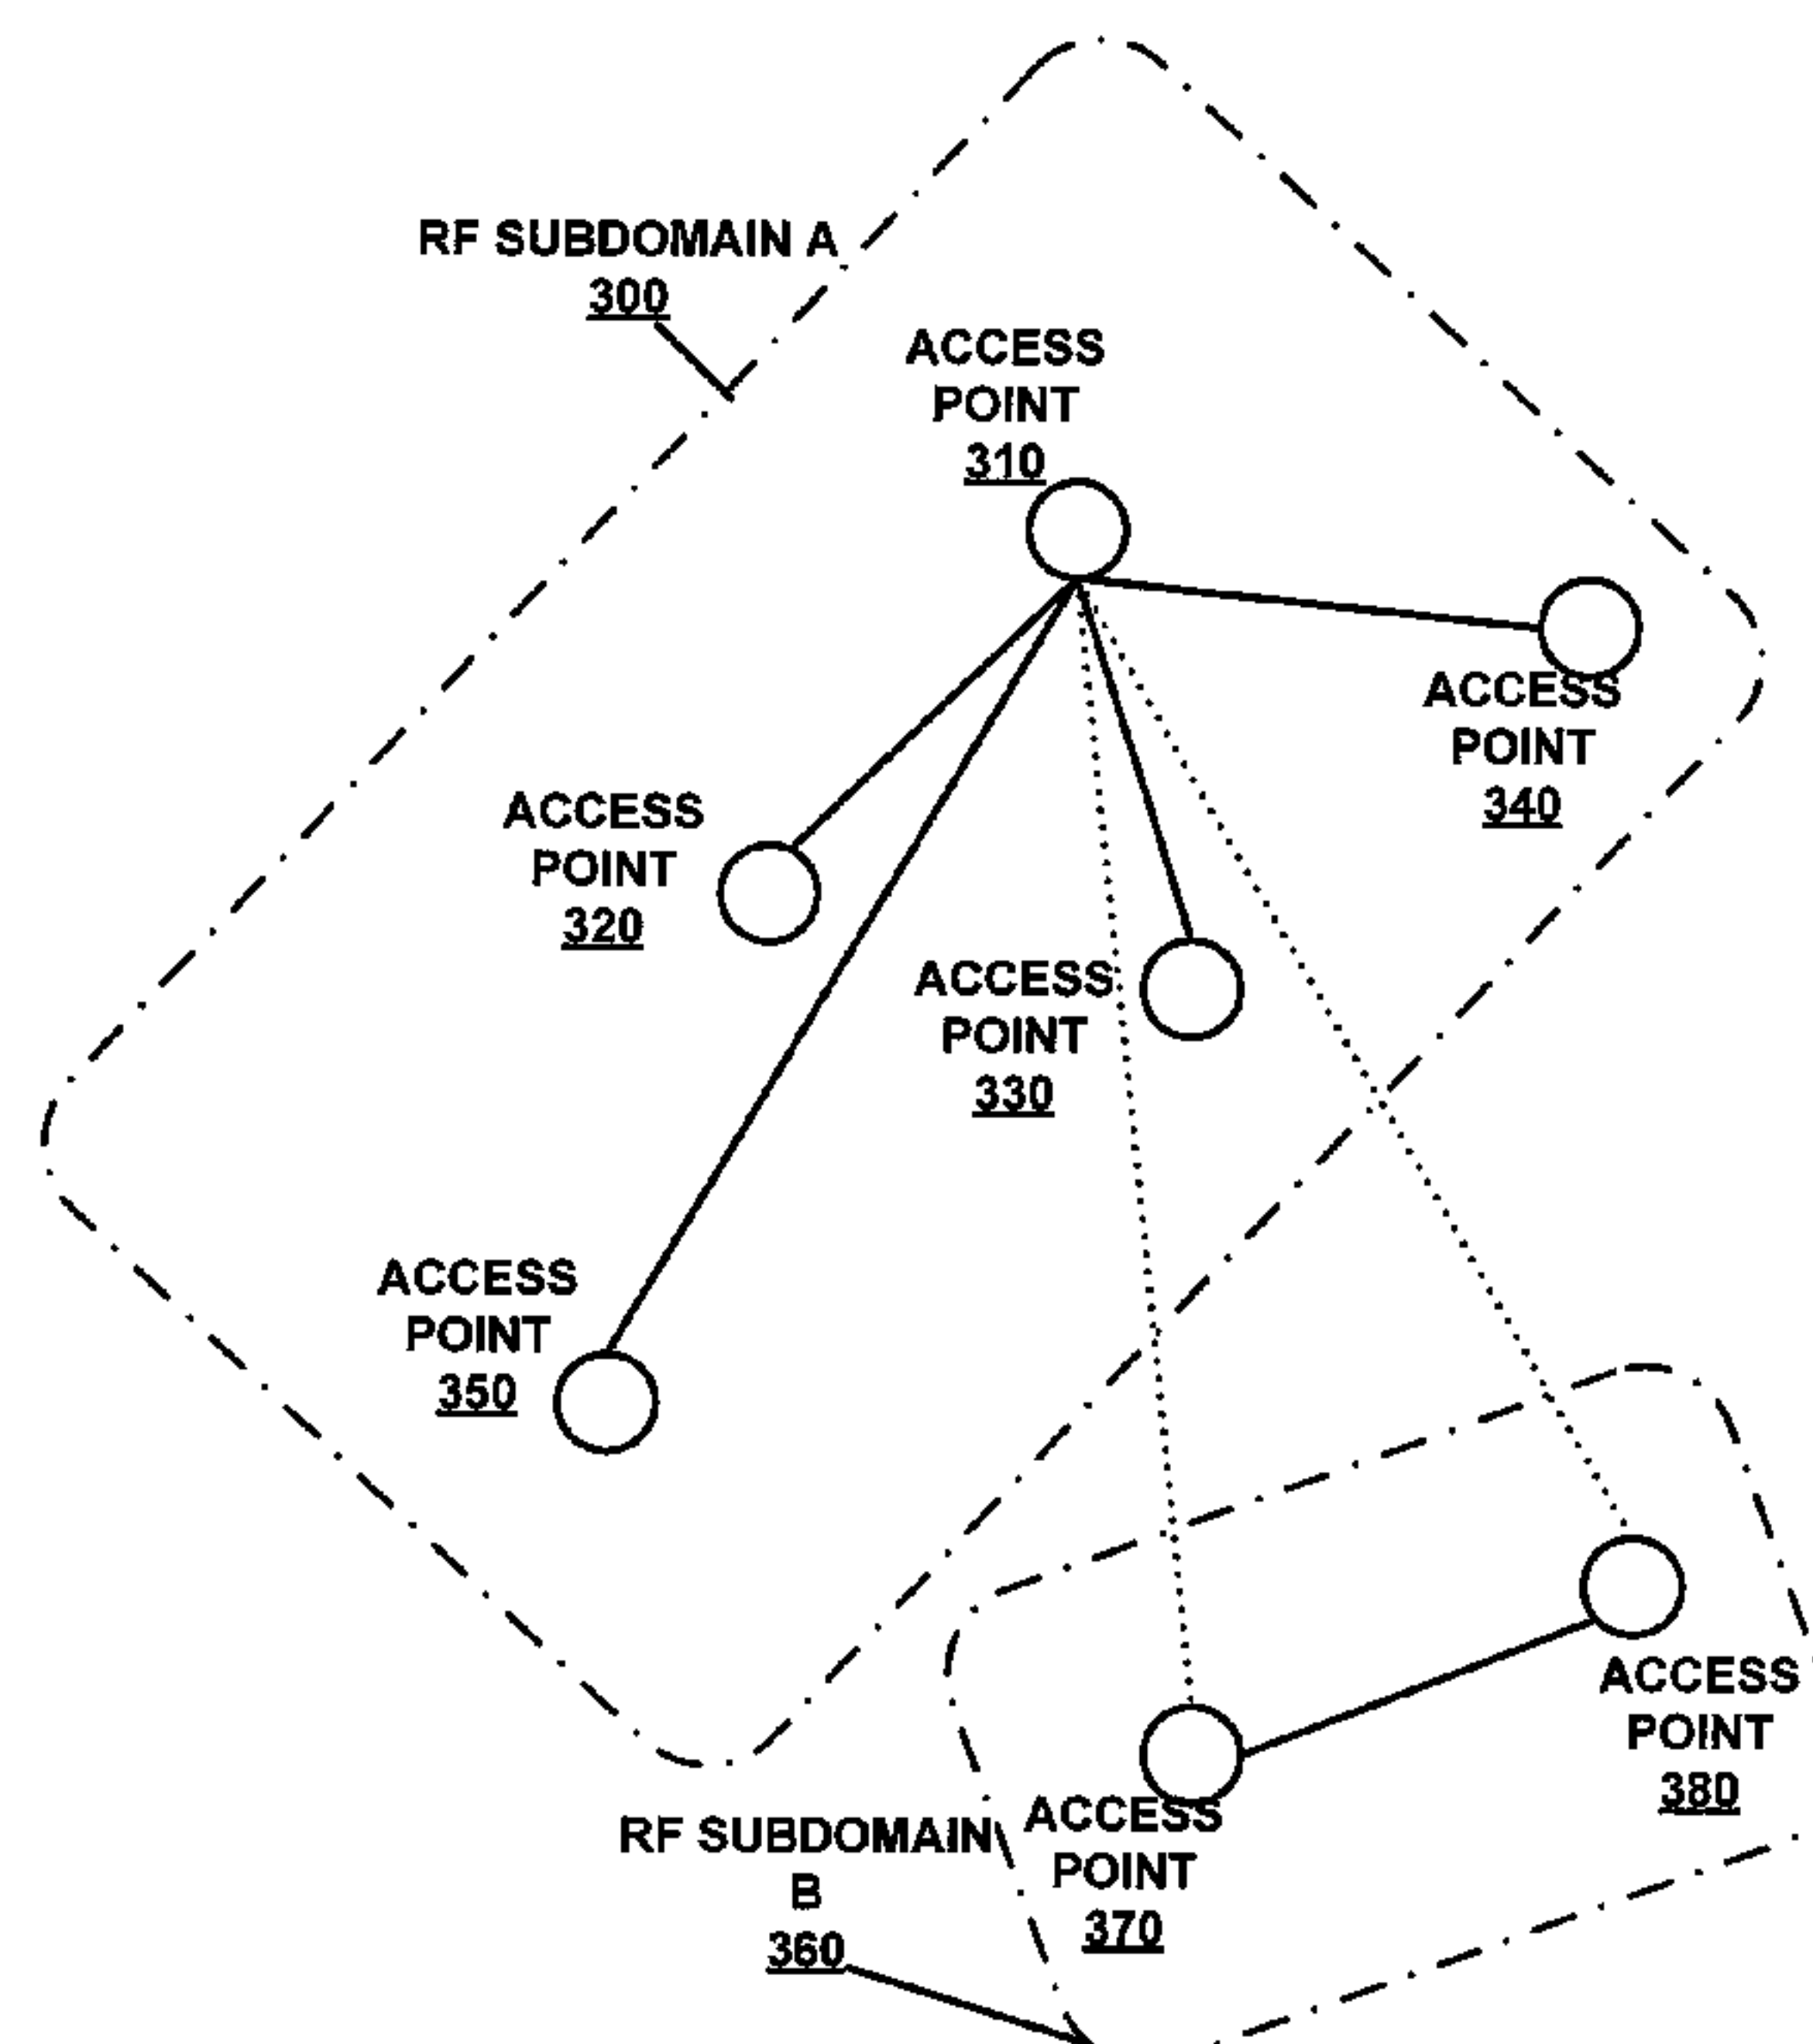 RF SUBDOMAIN A
300
ACCESS
POINT
310
ACCESS
POINT
340
ACCESS
POINT
320
ACCESS
POINT
330
ACCESS
POINT
350
ACCESS
POINT
380
RF SUBDOMAIN
B
360
ACCESS
POINT
370